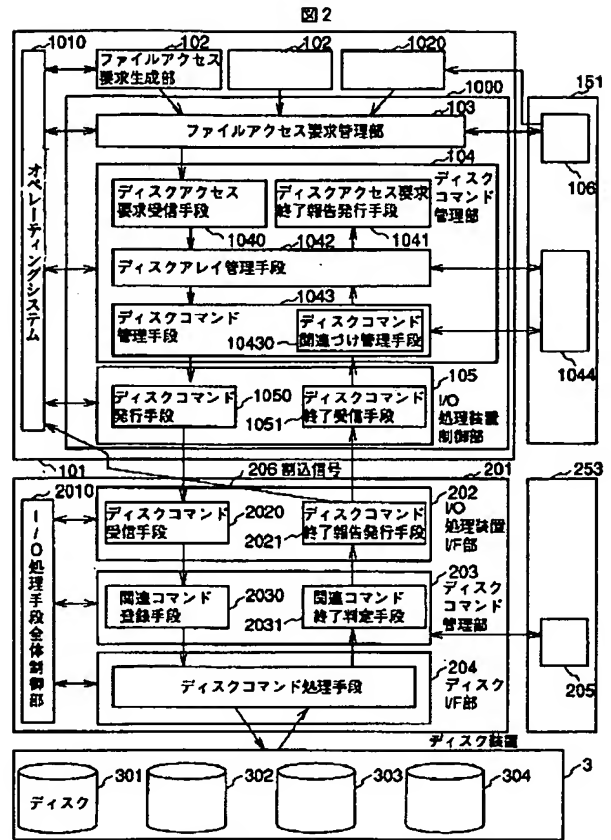 図2
1010
102
102
1020
ファイルアクセス
要求生成部
1000
151
103
ファイルアクセス要求管理部
106
104
ディスクアクセス
要求受信手段
ディスクアクセス要求
終了報告発行手段
ディスク
コマンド
管理部
1040
1042
1041
ディスクアレイ管理手段
1043
ディスクコマンド
管理手段
ディスクコマンド
関連づけ管理手段
10430
1044
オペレーティングシステム
105
ディスクコマンド
発行手段
1050
ディスクコマンド
終了受信手段
1051
I/O
処理装置
制御部
101
206 割込信号
201
253
2010
202
ディスクコマンド
受信手段
2020
ディスクコマンド
終了報告発行手段
2021
I/O
処理装置
I/F部
203
関連コマンド
登録手段
2030
関連コマンド
終了判定手段
2031
ディスク
コマンド
管理部
I/O処理手段全体制御部
204
ディスクコマンド処理手段
ディスク
I/F部
205
ディスク装置
3
301
302
303
304
ディスク